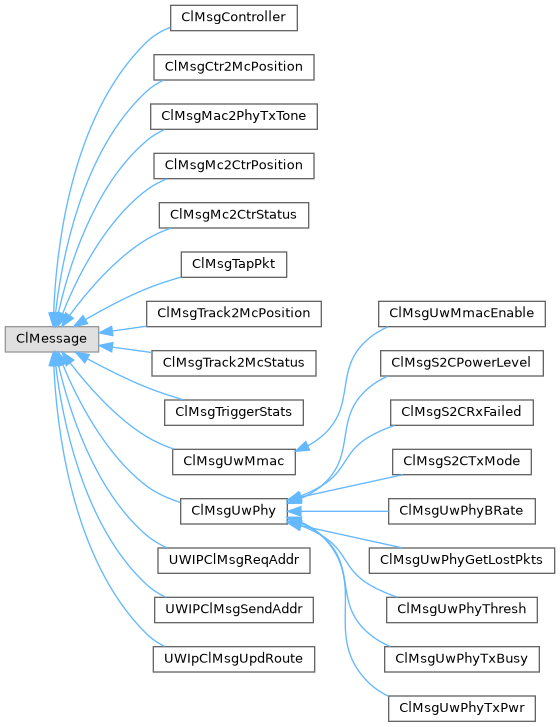 ClMessage
ClMsgController
ClMsgCtr2McPosition
ClMsgMac2PhyTxTone
ClMsgMc2CtrPosition
ClMsgMc2CtrStatus
ClMsgTapPkt
ClMsgTrack2McPosition
ClMsgTrack2McStatus
ClMsgTriggerStats
ClMsgUwMmac
ClMsgUwPhy
UWIPClMsgReqAddr
UWIPClMsgSendAddr
UWIpClMsgUpdRoute
ClMsgUwMmacEnable
ClMsgS2CPowerLevel
ClMsgS2CRxFailed
ClMsgS2CTxMode
ClMsgUwPhyBRate
ClMsgUwPhyGetLostPkts
ClMsgUwPhyThresh
ClMsgUwPhyTxBusy
ClMsgUwPhyTxPwr